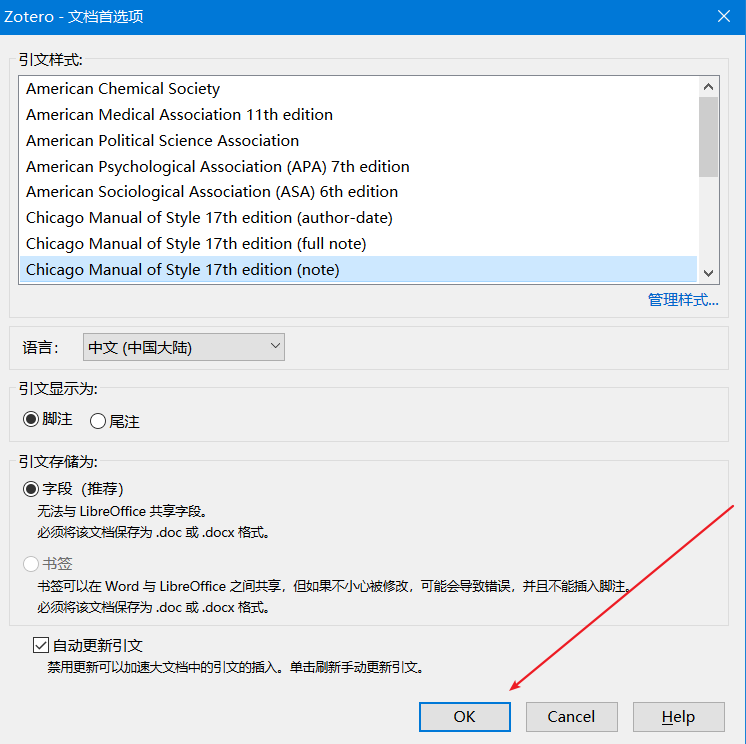 Zotero - 文档首选项
引文样式:
American Chemical Society
American Medical Association 11th edition
American Political Science Association
American Psychological Association (APA) 7th edition
American Sociological Association (ASA) 6th edition
Chicago Manual of Style 17th edition (author-date)
Chicago Manual of Style 17th edition (full note)
Chicago Manual of Style 17th edition (note)
管理样式...
语言： 中文 (中国大陆)
引文显示为:
脚注 尾注
引文存储为:
字段（推荐）
无法与 LibreOffice 共享字段。
必须将该文档保存为 .doc 或 .docx 格式。
书签
书签可以在 Word 与 LibreOffice 之间共享，但如果不小心被修改，可能会导致错误，并且不能插入脚注。
必须将该文档保存为 .doc 或 .docx 格式。
自动更新引文
禁用更新可以加速大文档中的引文的插入。单击刷新手动更新引文。
OK Cancel Help